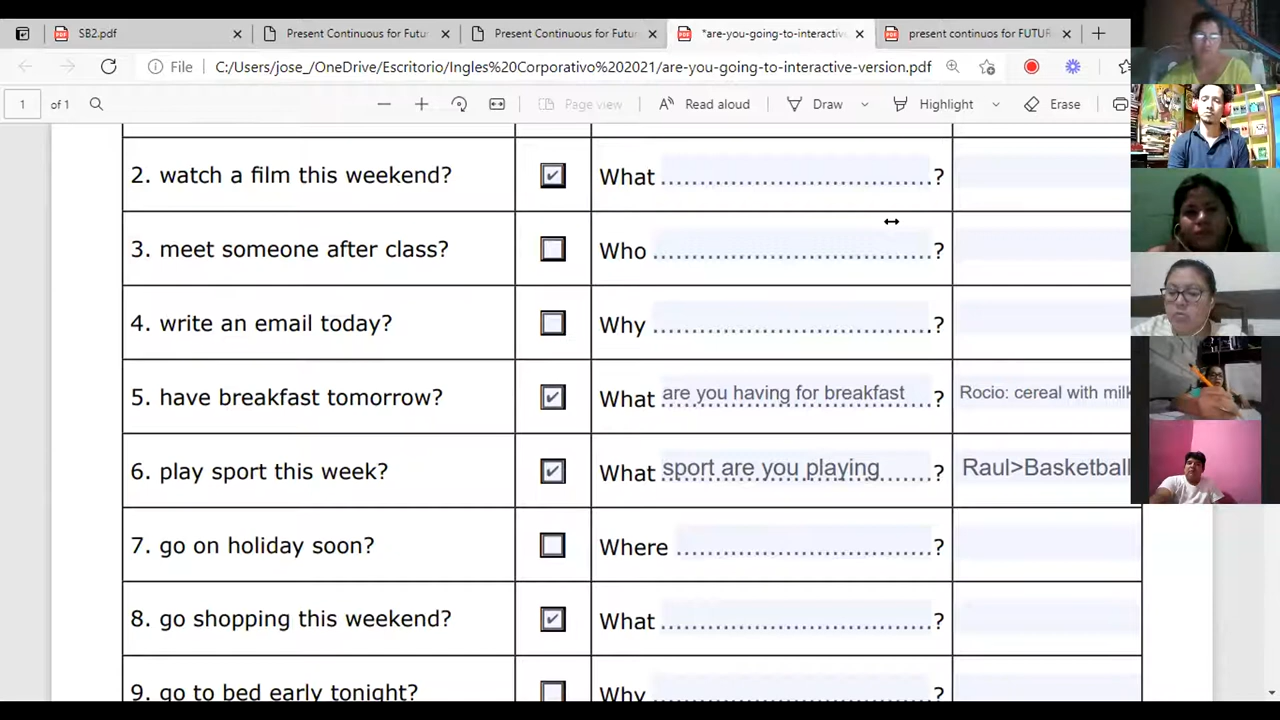 SB2.pdf
Present Continuous for Futur
Present Continuous for Futur
*are-you-going-to-interactive
present continuos for FUTUR
File C:/Users/jose_/OneDrive/Escritorio/Ingles%20Corporativo%202021/are-you-going-to-interactive-version.pdf
1 of 1 Page view Read aloud Draw Highlight Erase
2. watch a film this weekend? What ..............................?
3. meet someone after class? Who ..............................?
4. write an email today? Why ..............................?
5. have breakfast tomorrow? What are you having for breakfast ? Rocio: cereal with milk
6. play sport this week? What sport are you playing ? Raul>Basketball
7. go on holiday soon? Where ..............................?
8. go shopping this weekend? What ..............................?
9. go to bed early tonight? Why ..............................?